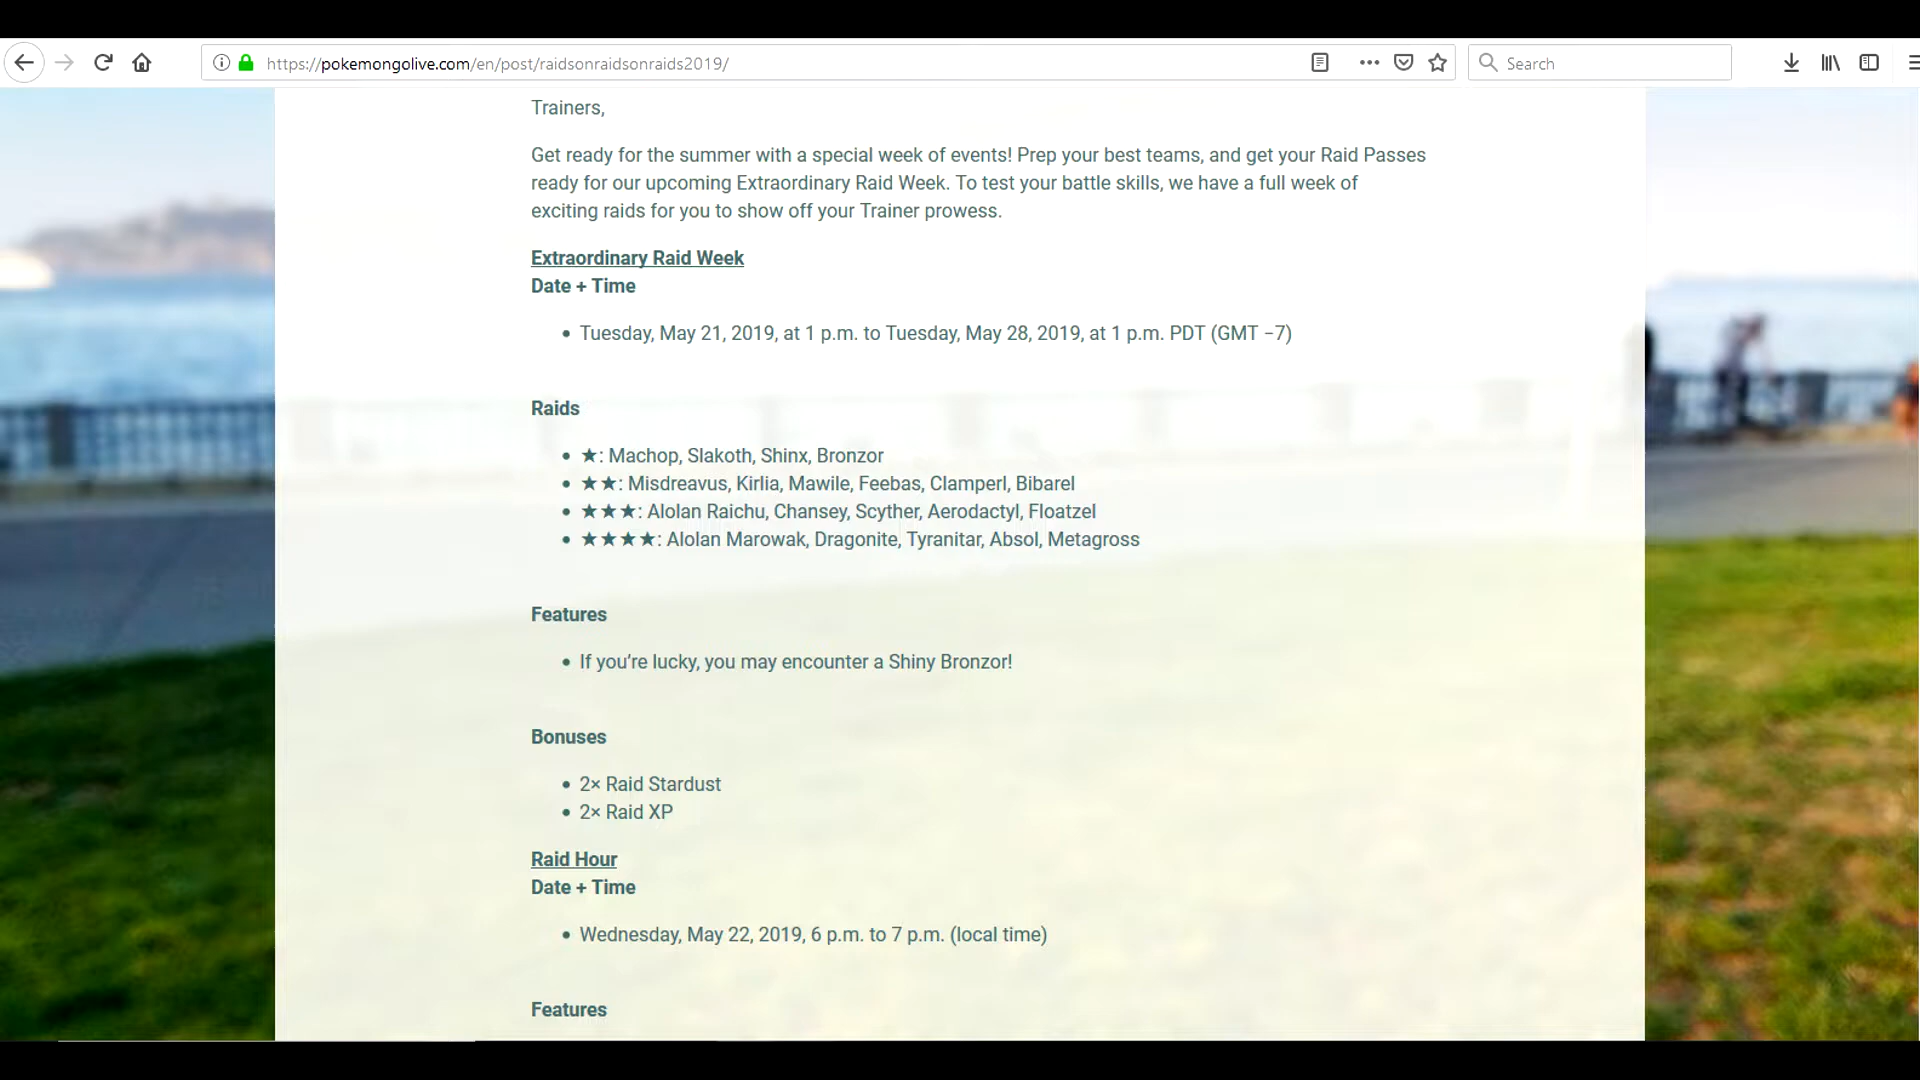 https://pokemongolive.com/en/post/raidsonraidsonraids2019/
Search
Trainers,
Get ready for the summer with a special week of events! Prep your best teams, and get your Raid Passes
ready for our upcoming Extraordinary Raid Week. To test your battle skills, we have a full week of
exciting raids for you to show off your Trainer prowess.
Extraordinary Raid Week
Date + Time
• Tuesday, May 21, 2019, at 1 p.m. to Tuesday, May 28, 2019, at 1 p.m. PDT (GMT −7)
Raids
• ★: Machop, Slakoth, Shinx, Bronzor
• ★★: Misdreavus, Kirlia, Mawile, Feebas, Clamperl, Bibarel
• ★★★: Alolan Raichu, Chansey, Scyther, Aerodactyl, Floatzel
• ★★★★: Alolan Marowak, Dragonite, Tyranitar, Absol, Metagross
Features
• If you’re lucky, you may encounter a Shiny Bronzor!
Bonuses
• 2× Raid Stardust
• 2× Raid XP
Raid Hour
Date + Time
• Wednesday, May 22, 2019, 6 p.m. to 7 p.m. (local time)
Features